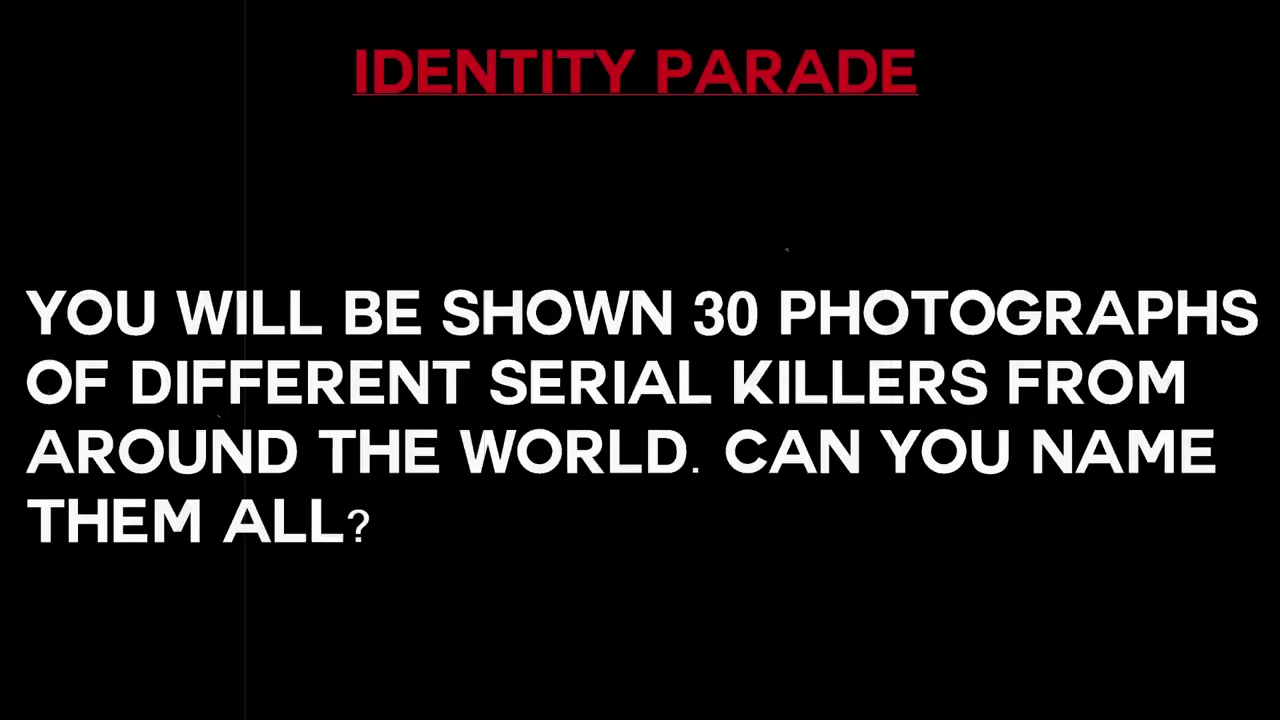 IDENTITY PARADE
YOU WILL BE SHOWN 30 PHOTOGRAPHS
OF DIFFERENT SERIAL KILLERS FROM
AROUND THE WORLD. CAN YOU NAME
THEM ALL?